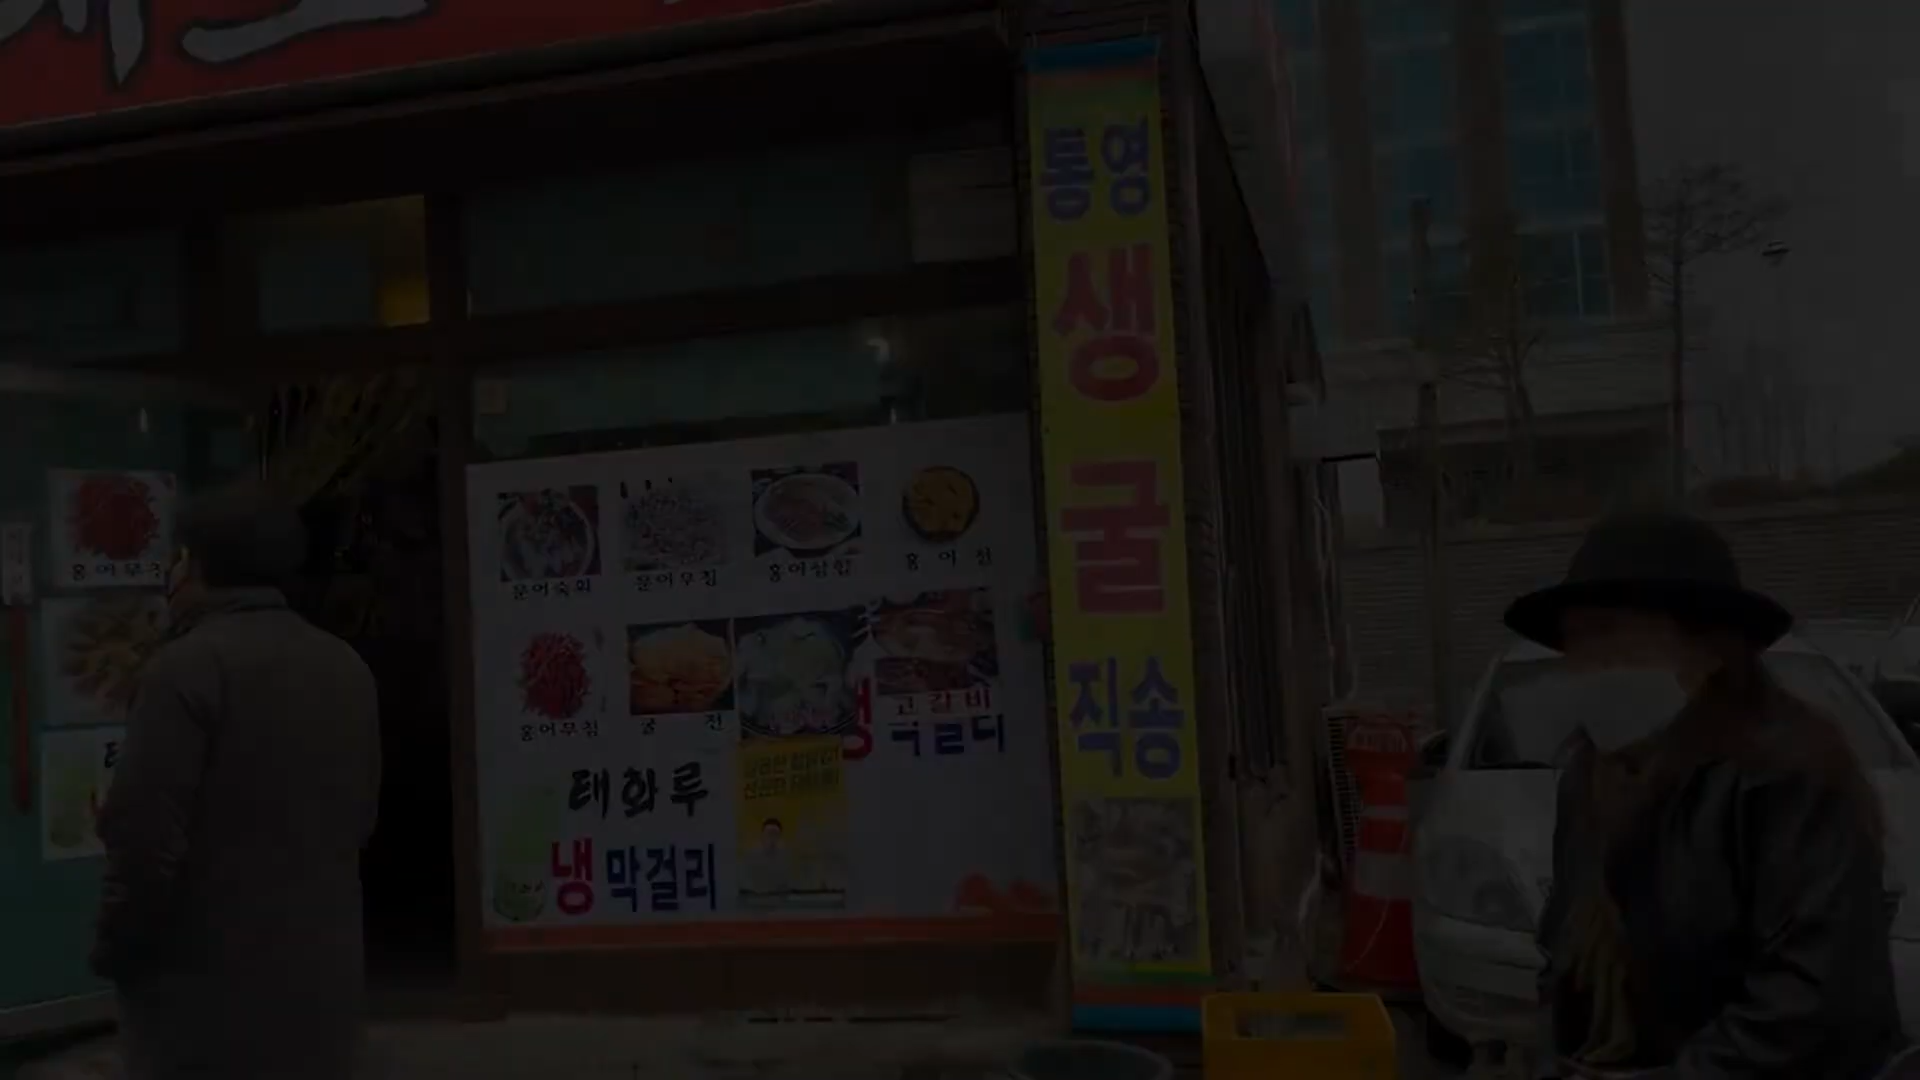 통영
생
굴
직송
홍어무침
문어숙회
문어무침
홍어삼합
홍어전
홍어무침
굴전
고갈비
막걸리
태화루
냉막걸리